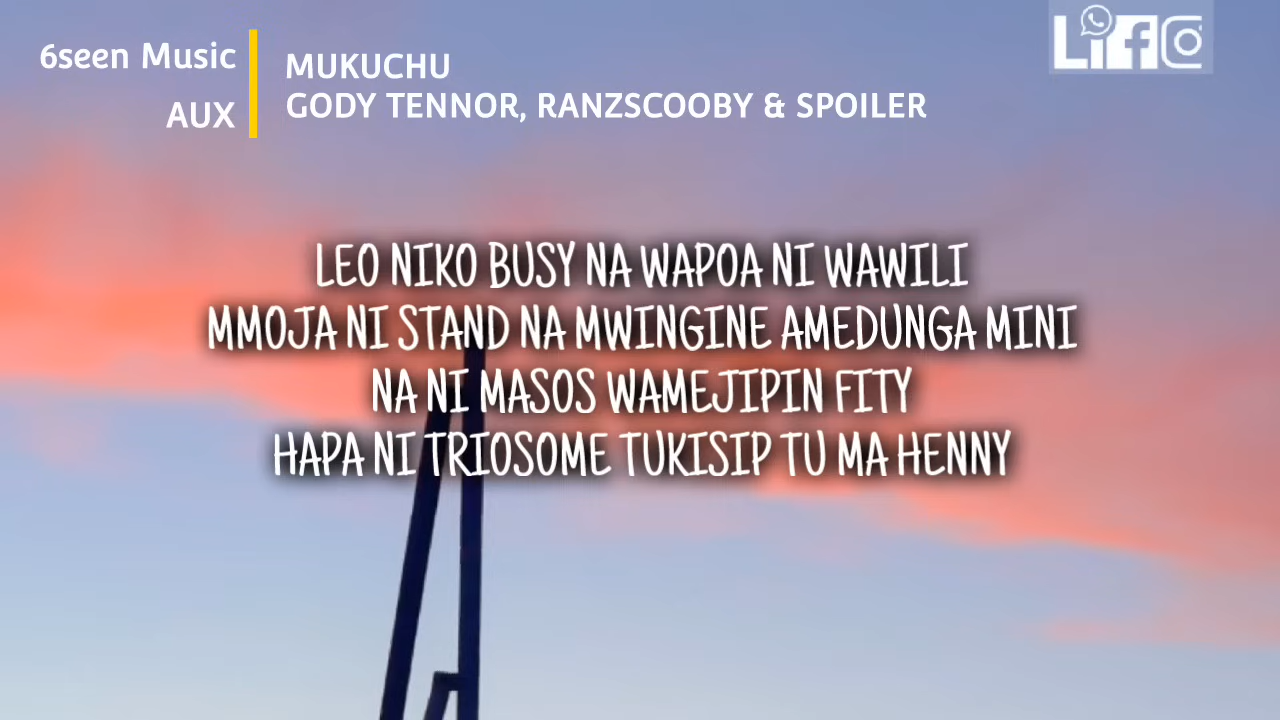 6seen Music
AUX
MUKUCHU
GODY TENNOR, RANZSCOOBY & SPOILER
LiFC
LEO NIKO BUSY NA WAPOA NI WAWILI
MMOJA NI STAND NA MWINGINE AMEDUNGA MINI
NA NI MASOS WAMEJIPIN FITY
HAPA NI TRIOSOME TUKISIP TU MA HENNY